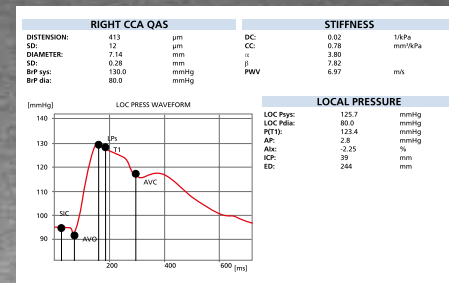 RIGHT CCA QAS
DISTENSION: 413 µm
SD: 12 µm
DIAMETER: 7.14 mm
SD: 0.28 mm
BrP sys: 130.0 mmHg
BrP dia: 80.0 mmHg
STIFFNESS
DC: 0.02 1/kPa
CC: 0.78 mm²/kPa
α 3.80
β 7.82
PWV 6.97 m/s
[mmHg] LOC PRESS WAVEFORM
140
130
120
110
100
90
LPs
T1
AVC
SIC
AVO
200 400 600 [ms]
LOCAL PRESSURE
LOC Psys: 125.7 mmHg
LOC Pdia: 80.0 mmHg
P(T1): 123.4 mmHg
AP: 2.8 mmHg
AIx: -2.25 %
ICP: 39 mm
ED: 244 mm